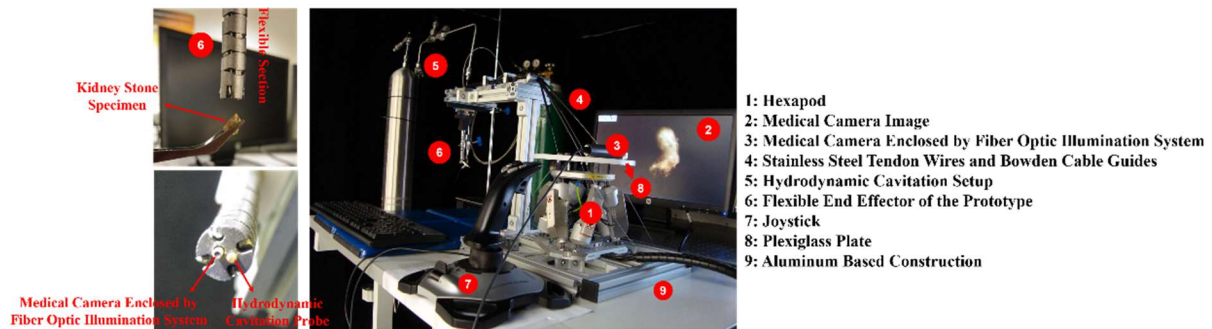 6
Flexible Section
Kidney Stone
Specimen
Medical Camera Enclosed by
Fiber Optic Illumination System
Hydrodynamic
Cavitation Probe
5
4
2
3
6
8
1
7
9
1: Hexapod
2: Medical Camera Image
3: Medical Camera Enclosed by Fiber Optic Illumination System
4: Stainless Steel Tendon Wires and Bowden Cable Guides
5: Hydrodynamic Cavitation Setup
6: Flexible End Effector of the Prototype
7: Joystick
8: Plexiglass Plate
9: Aluminum Based Construction